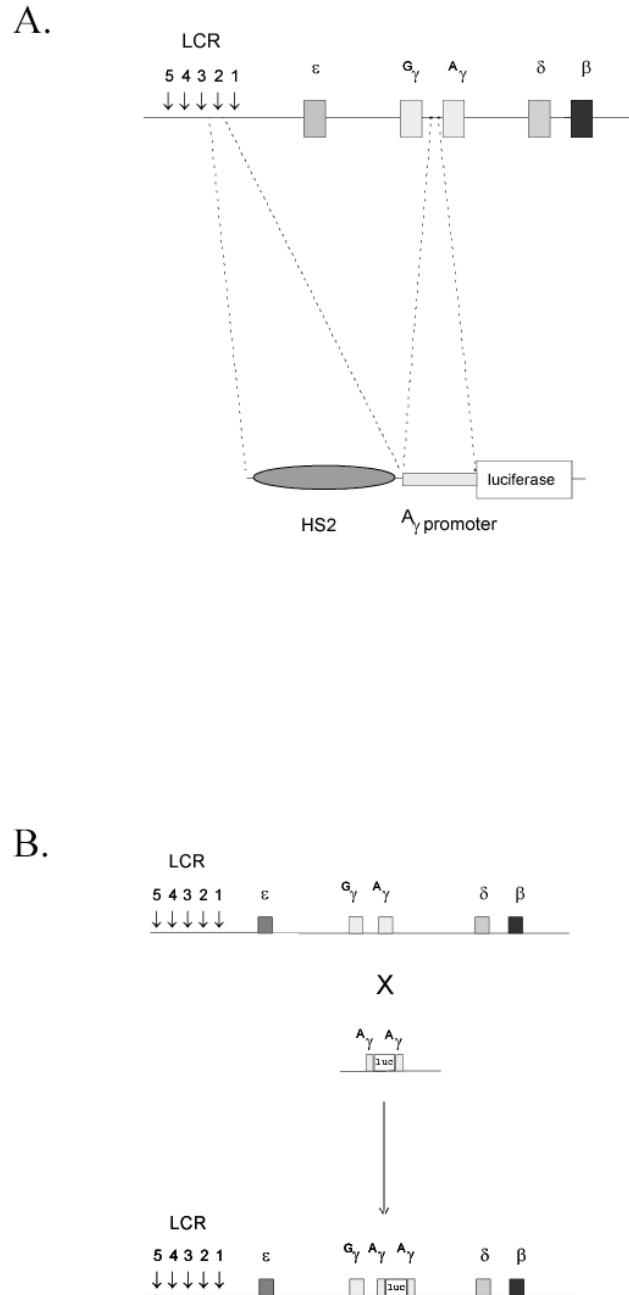 A.
LCR
5 4 3 2 1
ε Gγ Aγ δ β
luciferase
HS2 Aγ promoter
B.
LCR
5 4 3 2 1
ε Gγ Aγ δ β
X
Aγ Aγ
luc
LCR
5 4 3 2 1
ε Gγ Aγ Aγ δ β
luc